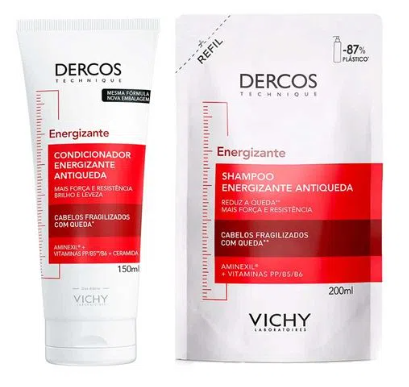 DERCOS
TECHNIQUE
MESMA FÓRMULA
NOVA EMBALAGEM
Energizante
CONDICIONADOR
ENERGIZANTE
ANTIQUEDA
MAIS FORÇA E RESISTÊNCIA
BRILHO E LEVEZA
CABELOS FRAGILIZADOS
COM QUEDA*
AMINEXIL® +
VITAMINAS PP/B5**/B6 + CERAMIDA
150ml
VICHY
LABORATOIRES
REFIL
-87%
PLÁSTICO*
DERCOS
TECHNIQUE
Energizante
SHAMPOO
ENERGIZANTE ANTIQUEDA
REDUZ A QUEDA**
MAIS FORÇA E RESISTÊNCIA
CABELOS FRAGILIZADOS
COM QUEDA**
AMINEXIL®
+ VITAMINAS PP/B5/B6
200ml
VICHY
LABORATOIRES